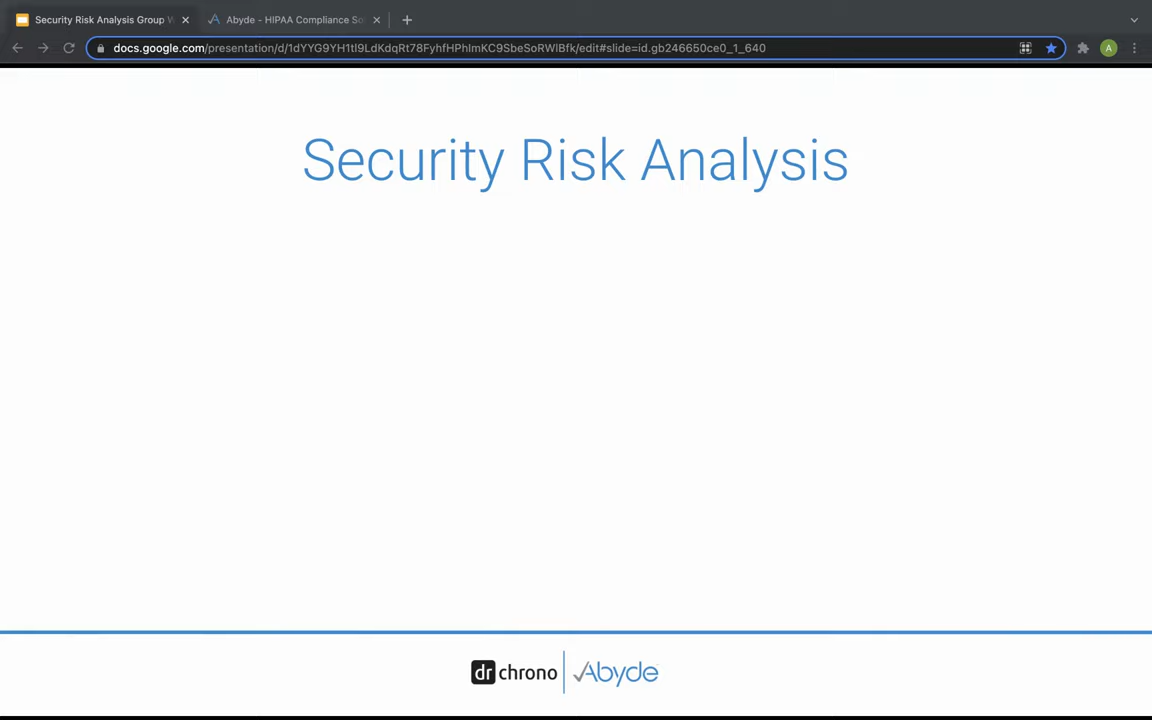 Security Risk Analysis Group
Abyde - HIPAA Compliance So
docs.google.com/presentation/d/1dYYG9YH1tl9LdKdqRt78FyhfHPhImKC9SbeSoRWlBfk/edit#slide=id.gb246650ce0_1_640
A
Security Risk Analysis
dr chrono
Abyde